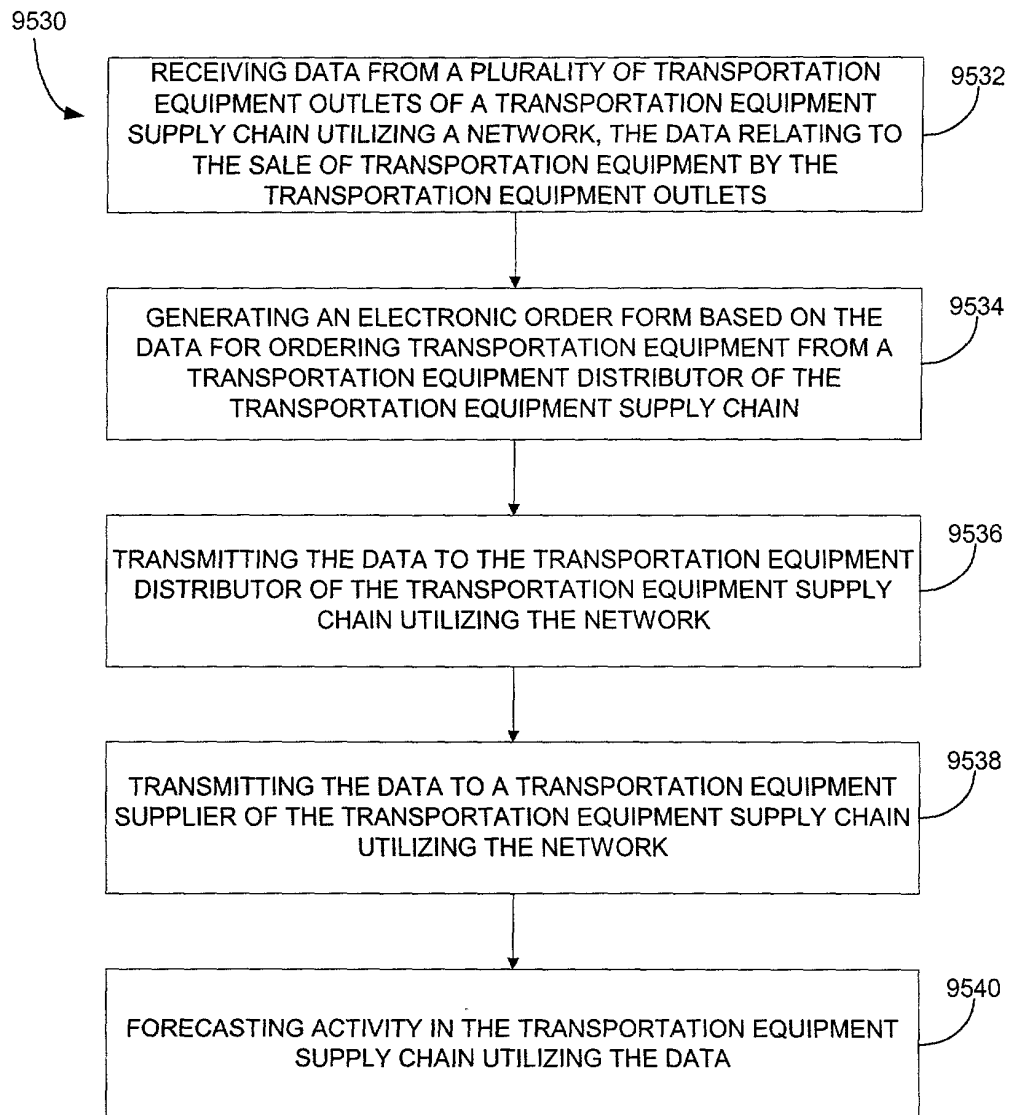 9530
RECEIVING DATA FROM A PLURALITY OF TRANSPORTATION
EQUIPMENT OUTLETS OF A TRANSPORTATION EQUIPMENT
SUPPLY CHAIN UTILIZING A NETWORK, THE DATA RELATING TO
THE SALE OF TRANSPORTATION EQUIPMENT BY THE
TRANSPORTATION EQUIPMENT OUTLETS
9532
GENERATING AN ELECTRONIC ORDER FORM BASED ON THE
DATA FOR ORDERING TRANSPORTATION EQUIPMENT FROM A
TRANSPORTATION EQUIPMENT DISTRIBUTOR OF THE
TRANSPORTATION EQUIPMENT SUPPLY CHAIN
9534
TRANSMITTING THE DATA TO THE TRANSPORTATION EQUIPMENT
DISTRIBUTOR OF THE TRANSPORTATION EQUIPMENT SUPPLY
CHAIN UTILIZING THE NETWORK
9536
TRANSMITTING THE DATA TO A TRANSPORTATION EQUIPMENT
SUPPLIER OF THE TRANSPORTATION EQUIPMENT SUPPLY CHAIN
UTILIZING THE NETWORK
9538
FORECASTING ACTIVITY IN THE TRANSPORTATION EQUIPMENT
SUPPLY CHAIN UTILIZING THE DATA
9540